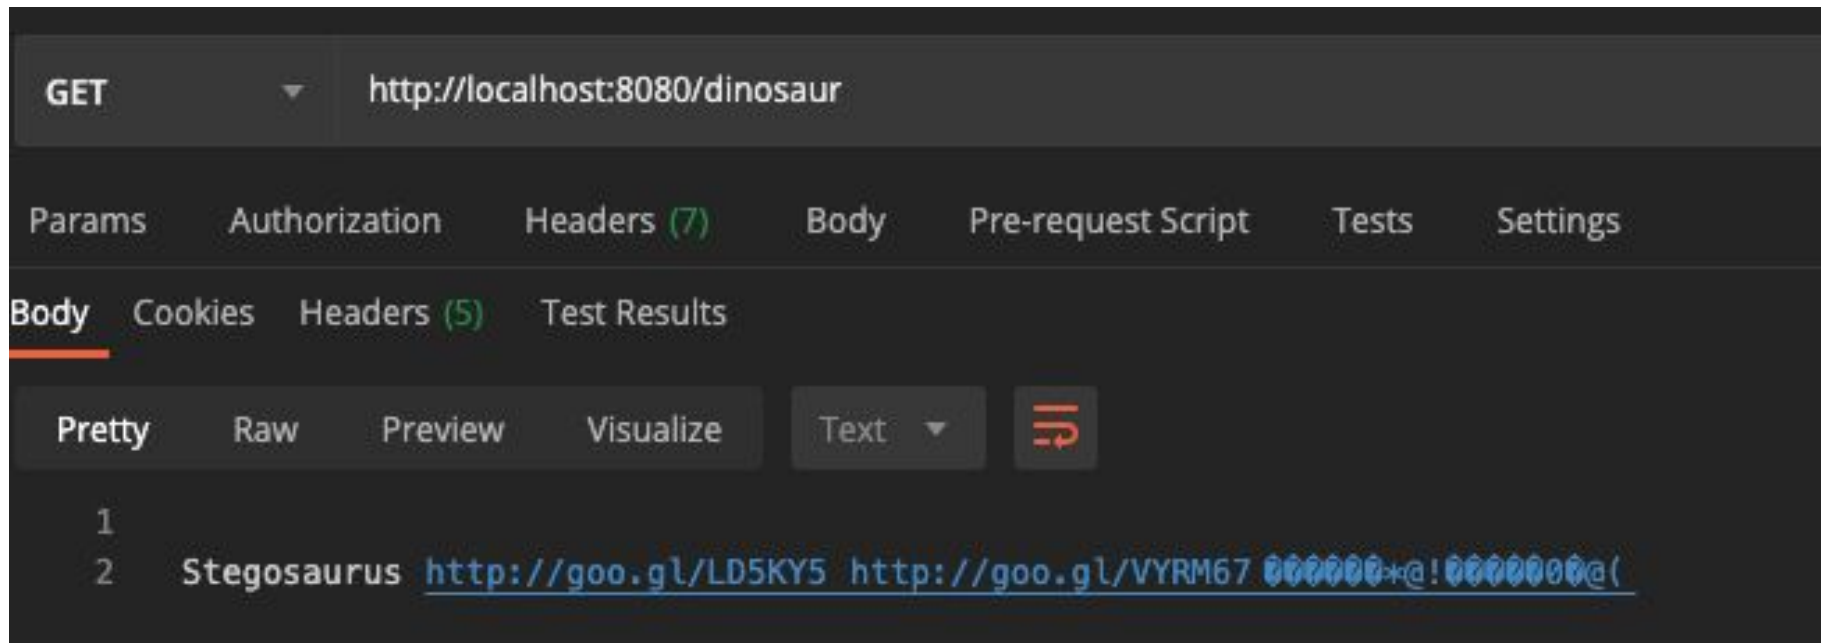 GET http://localhost:8080/dinosaur
Params Authorization Headers (7) Body Pre-request Script Tests Settings
Body Cookies Headers (5) Test Results
Pretty Raw Preview Visualize Text
1
2 Stegosaurus http://goo.gl/LD5KY5 http://goo.gl/VYRM67 ������*@!�����0�@(